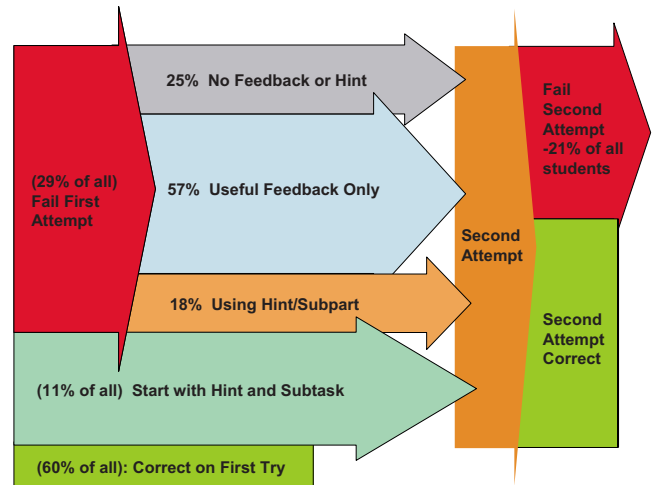 25% No Feedback or Hint
Fail
Second
Attempt
-21% of all
students
(29% of all)
Fail First
Attempt
57% Useful Feedback Only
Second
Attempt
18% Using Hint/Subpart
Second
Attempt
Correct
(11% of all) Start with Hint and Subtask
(60% of all): Correct on First Try